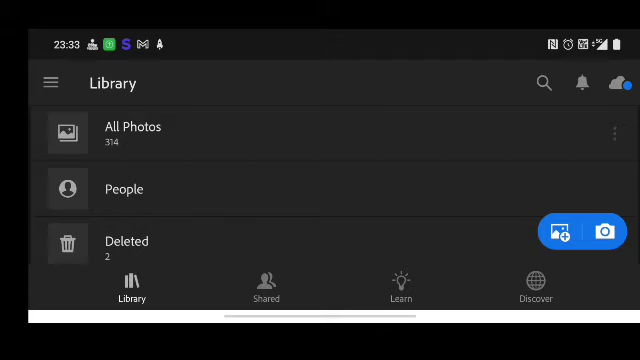 23:33
Library
All Photos
314
People
Deleted
2
Library
Shared
Learn
Discover